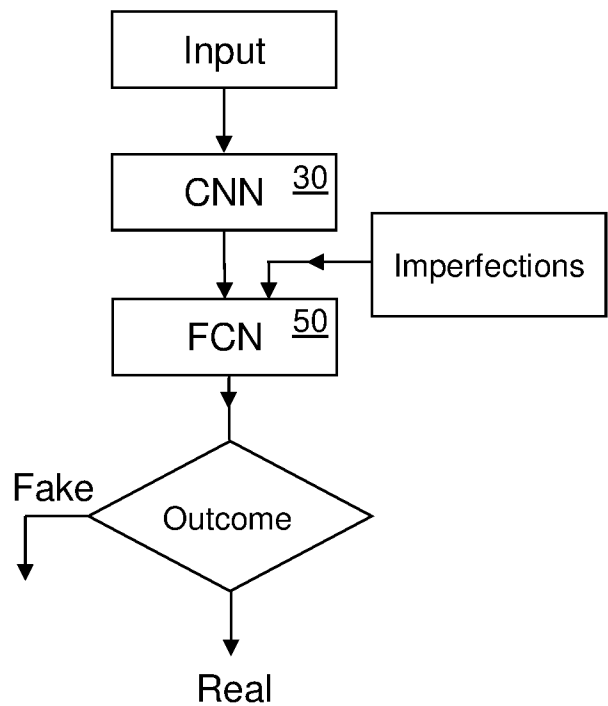 Input
CNN 30
Imperfections
FCN 50
Fake
Outcome
Real